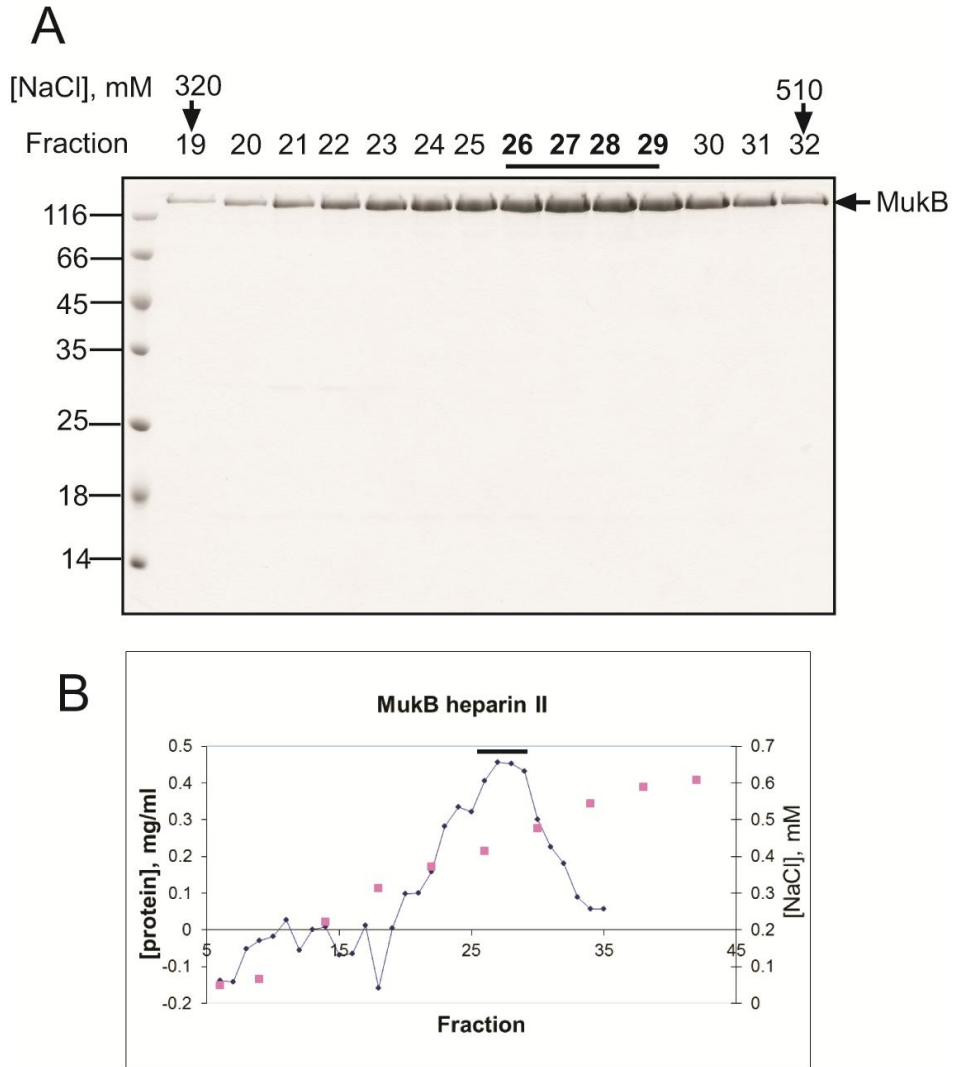 A
[NaCl], mM 320 510
Fraction 19 20 21 22 23 24 25 26 27 28 29 30 31 32
116
MukB
66
45
35
25
18
14
B
MukB heparin II
[protein], mg/ml
0.5
0.4
0.3
0.2
0.1
0
-0.1
-0.2
5 15 25 35 45
0.7
0.6
0.5
0.4
0.3
0.2
0.1
0
[NaCl], mM
Fraction